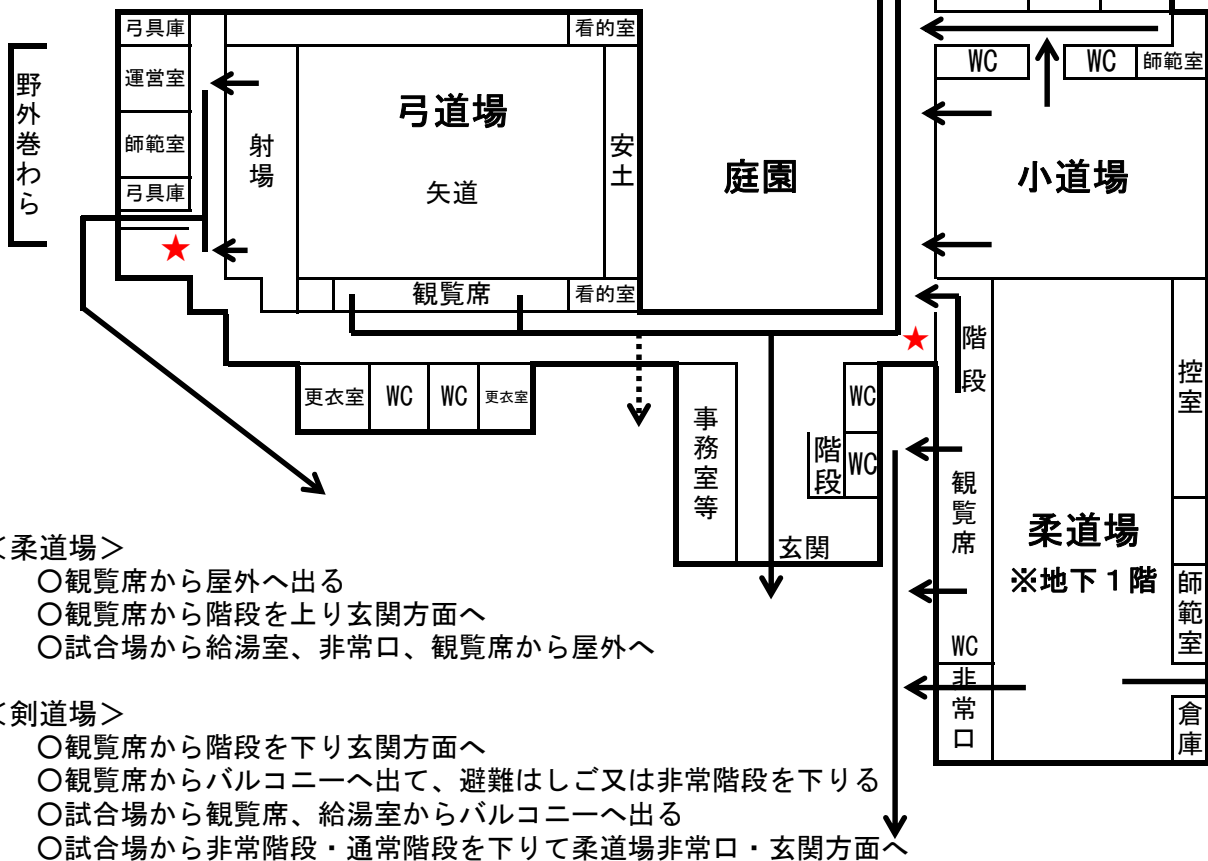 弓具庫
看的室
運営室
師範室
弓具庫
野外巻わら
射場
弓道場
矢道
安土
観覧席
看的室
庭園
WC
WC
師範室
小道場
階段
控室
更衣室
WC
WC
更衣室
事務室等
WC
階段
WC
玄関
観覧席
柔道場
※地下1階
師範室
WC
非常口
倉庫
<柔道場>
○観覧席から屋外へ出る
○観覧席から階段を上り玄関方面へ
○試合場から給湯室、非常口、観覧席から屋外へ
<剣道場>
○観覧席から階段を下り玄関方面へ
○観覧席からバルコニーへ出て、避難はしご又は非常階段を下りる
○試合場から観覧席、給湯室からバルコニーへ出る
○試合場から非常階段・通常階段を下りて柔道場非常口・玄関方面へ